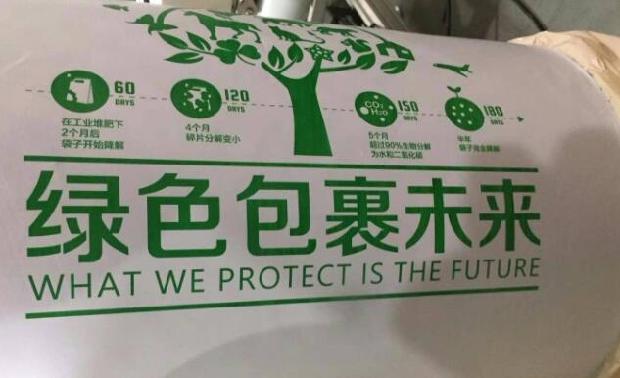 60
DAYS
在工业堆肥下
2个月后
袋子开始降解
120
DAYS
4个月
碎片分解变小
CO2
H2O
150
DAYS
5个月
超过90%生物分解
为水和二氧化碳
180
DAYS
半年
袋子完全降解
绿色包裹未来
WHAT WE PROTECT IS THE FUTURE